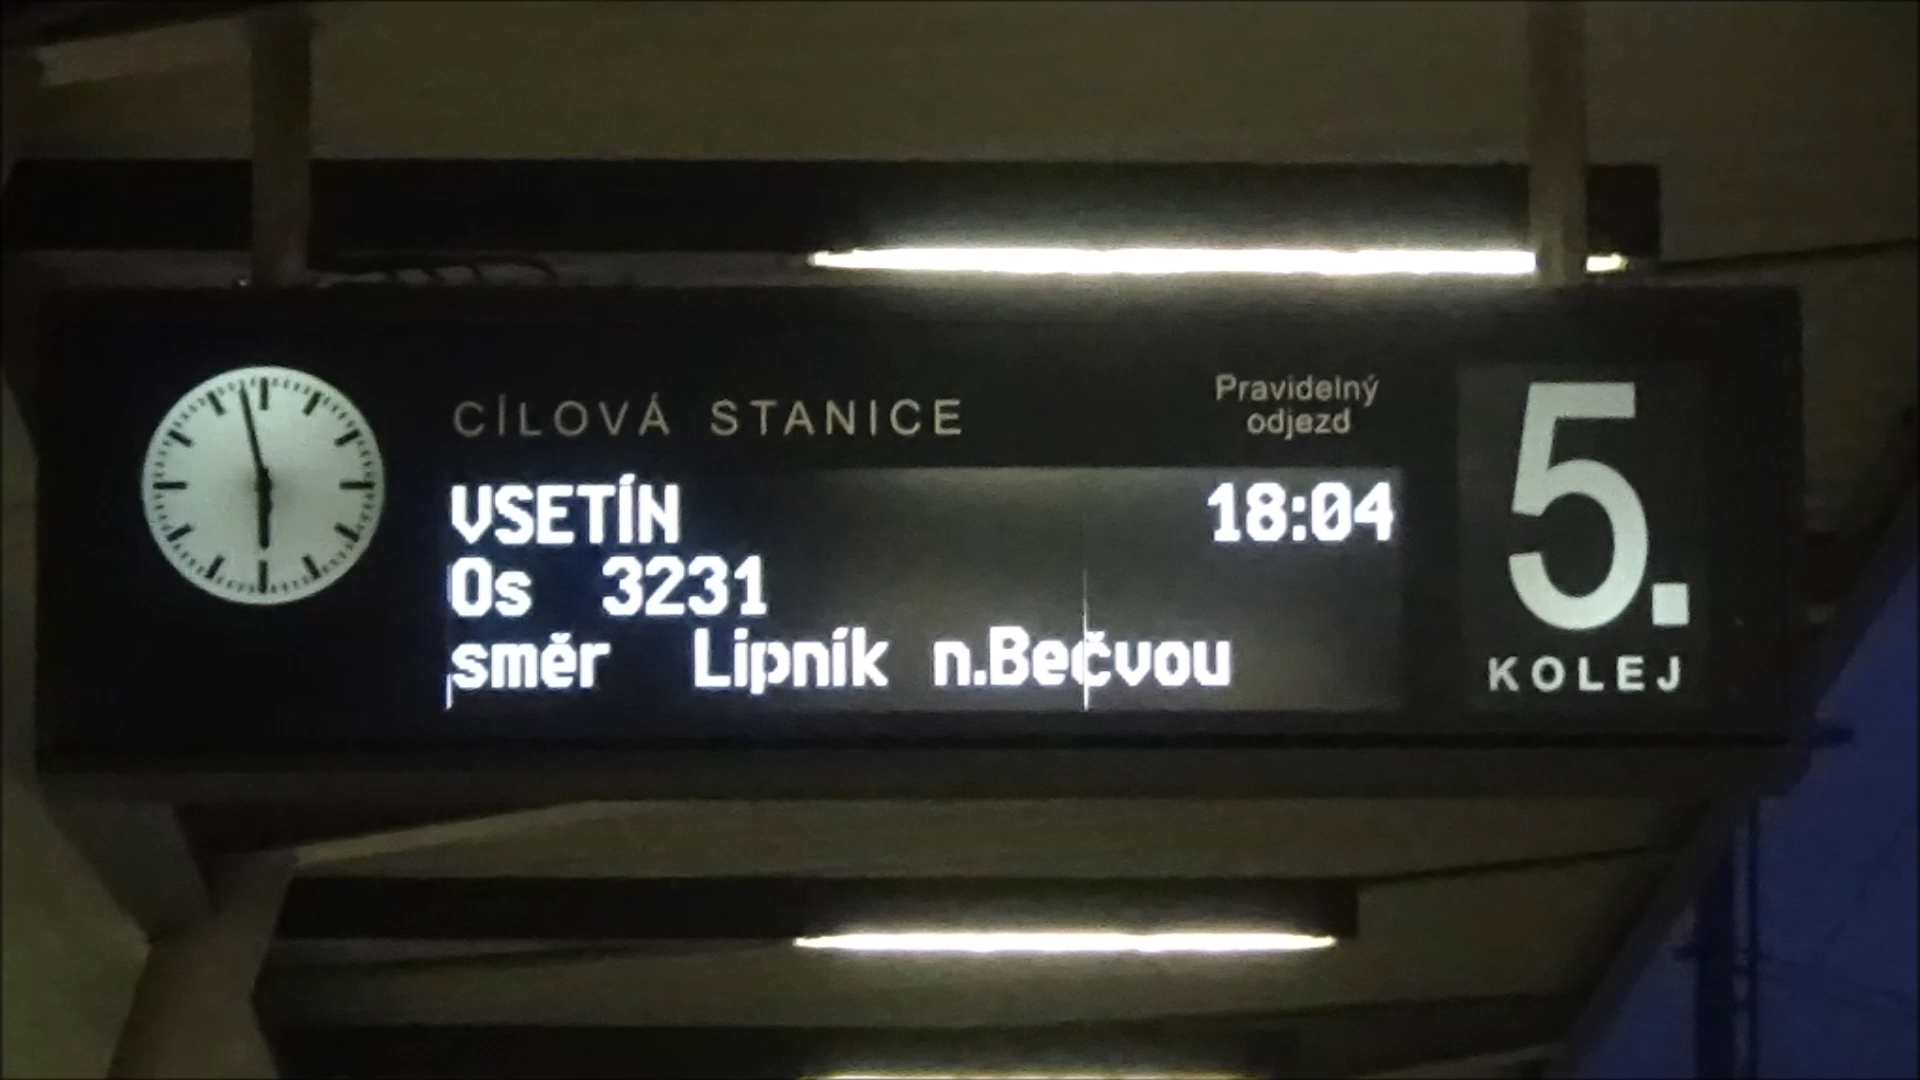 CÍLOVÁ STANICE
Pravidelný
odjezd
VSETÍN 18:04
Os 3231
směr Lipník n.Bečvou
5.
KOLEJ